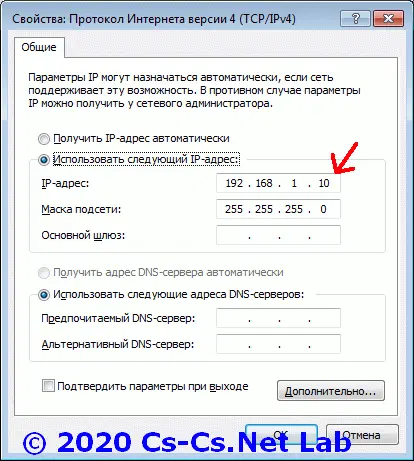 Свойства: Протокол Интернета версии 4 (TCP/IPv4)
Общие
Параметры IP могут назначаться автоматически, если сеть
поддерживает эту возможность. В противном случае параметры
IP можно получить у сетевого администратора.
Получить IP-адрес автоматически
Использовать следующий IP-адрес:
IP-адрес: 192 . 168 . 1 . 10
Маска подсети: 255 . 255 . 255 . 0
Основной шлюз: . . .
Получить адрес DNS-сервера автоматически
Использовать следующие адреса DNS-серверов:
Предпочитаемый DNS-сервер: . . .
Альтернативный DNS-сервер: . . .
Подтвердить параметры при выходе
Дополнительно...
OK Отмена
© 2020 Cs-Cs.Net Lab